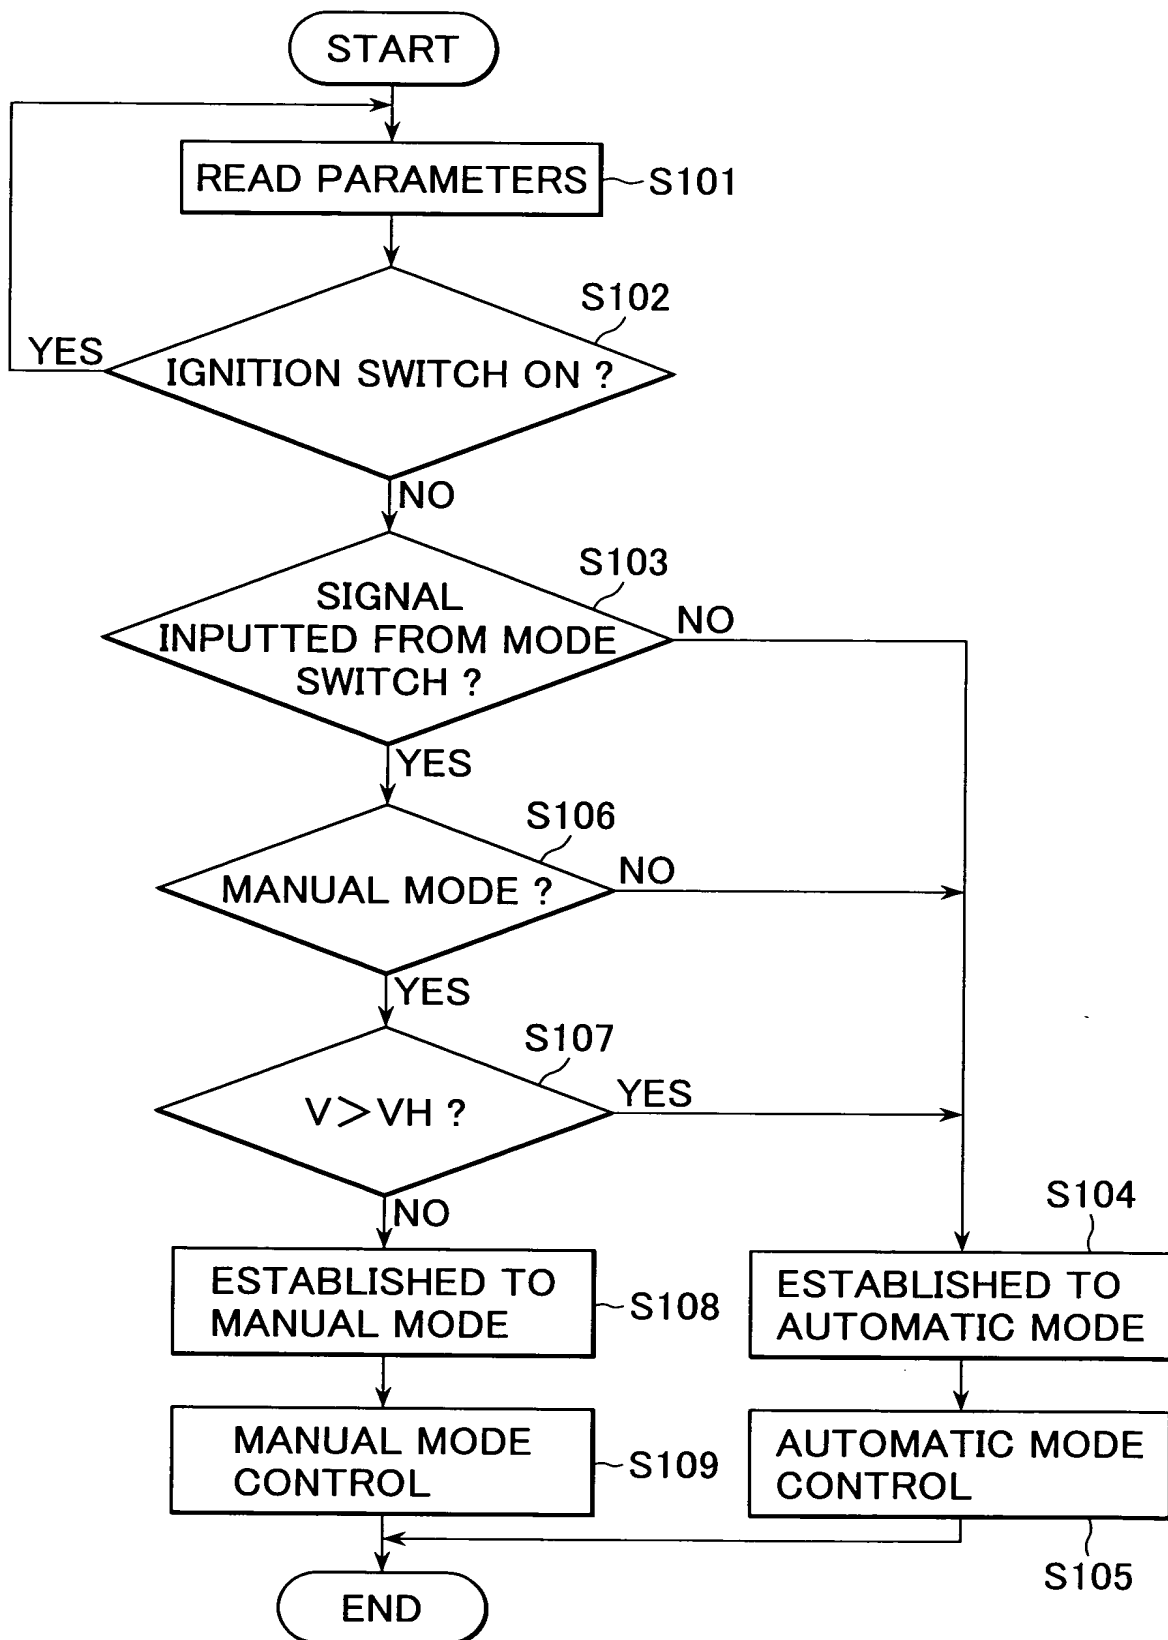 START
READ PARAMETERS
S101
S102
YES
IGNITION SWITCH ON ?
NO
S103
SIGNAL
INPUTTED FROM MODE
SWITCH ?
NO
YES
S106
MANUAL MODE ?
NO
YES
S107
V>VH ?
YES
NO
S104
ESTABLISHED TO
MANUAL MODE
S108
ESTABLISHED TO
AUTOMATIC MODE
MANUAL MODE
CONTROL
S109
AUTOMATIC MODE
CONTROL
S105
END